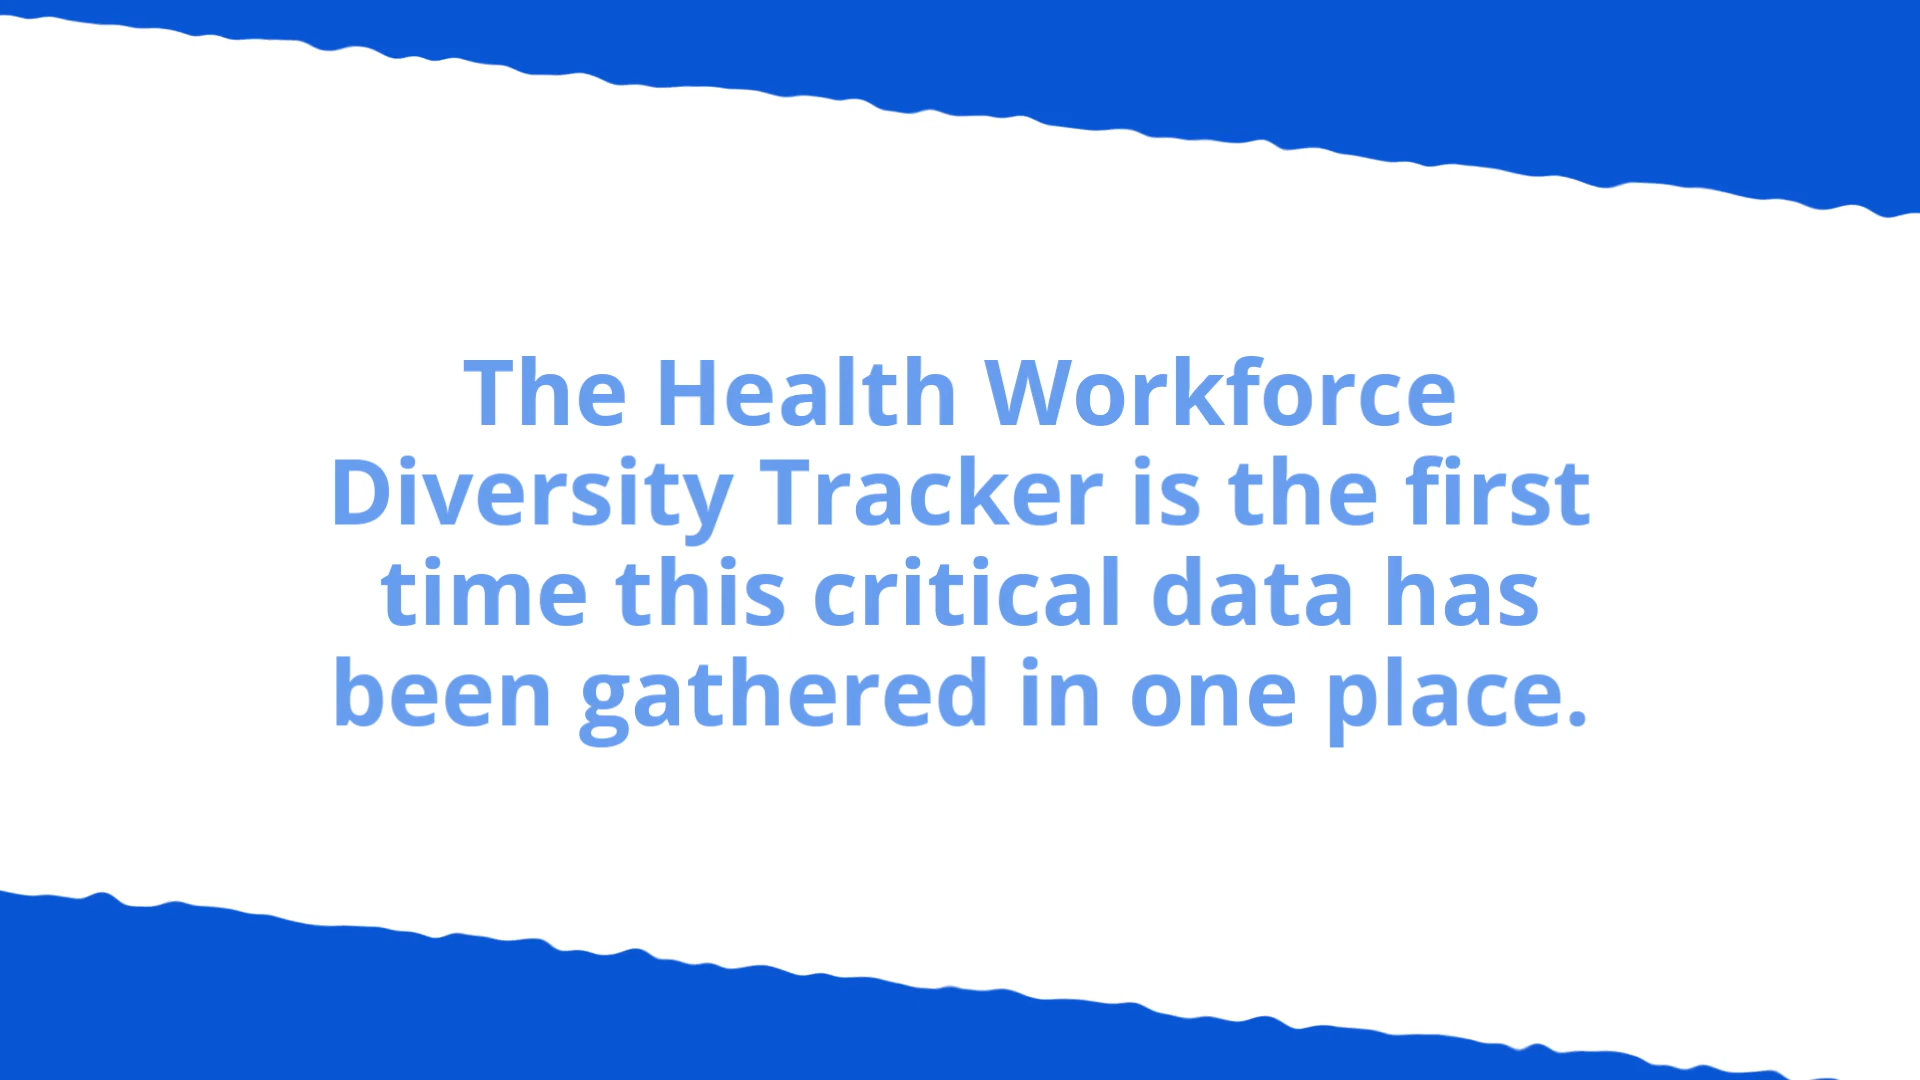 The Health Workforce
Diversity Tracker is the first
time this critical data has
been gathered in one place.